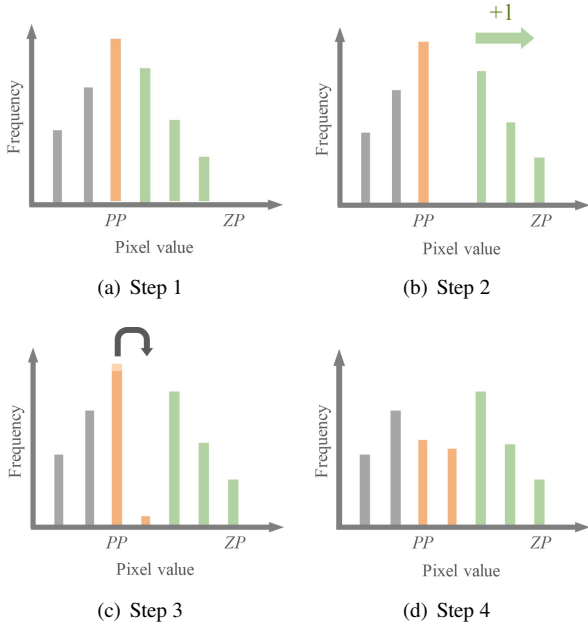 Frequency
PP
ZP
Pixel value
(a) Step 1
+1
Frequency
PP
ZP
Pixel value
(b) Step 2
Frequency
PP
ZP
Pixel value
(c) Step 3
Frequency
PP
ZP
Pixel value
(d) Step 4